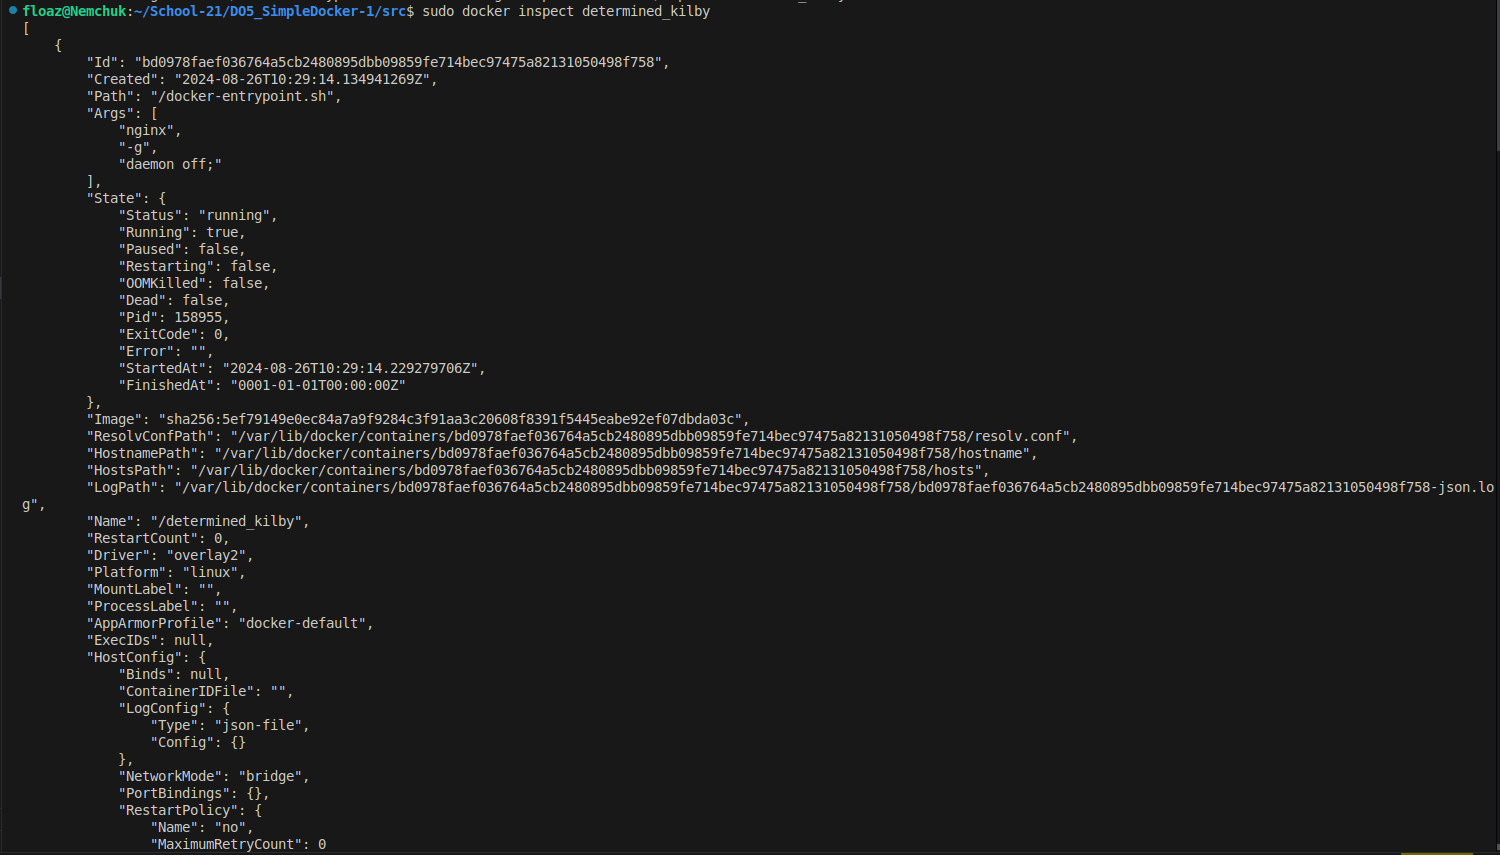 floaz@Nemchuk:~/School-21/DO5_SimpleDocker-1/src$ sudo docker inspect determined_kilby
[
    {
        "Id": "bd0978faef036764a5cb2480895dbb09859fe714bec97475a82131050498f758",
        "Created": "2024-08-26T10:29:14.134941269Z",
        "Path": "/docker-entrypoint.sh",
        "Args": [
            "nginx",
            "-g",
            "daemon off;"
        ],
        "State": {
            "Status": "running",
            "Running": true,
            "Paused": false,
            "Restarting": false,
            "OOMKilled": false,
            "Dead": false,
            "Pid": 158955,
            "ExitCode": 0,
            "Error": "",
            "StartedAt": "2024-08-26T10:29:14.229279706Z",
            "FinishedAt": "0001-01-01T00:00:00Z"
        },
        "Image": "sha256:5ef79149e0ec84a7a9f9284c3f91aa3c20608f8391f5445eabe92ef07dbda03c",
        "ResolvConfPath": "/var/lib/docker/containers/bd0978faef036764a5cb2480895dbb09859fe714bec97475a82131050498f758/resolv.conf",
        "HostnamePath": "/var/lib/docker/containers/bd0978faef036764a5cb2480895dbb09859fe714bec97475a82131050498f758/hostname",
        "HostsPath": "/var/lib/docker/containers/bd0978faef036764a5cb2480895dbb09859fe714bec97475a82131050498f758/hosts",
        "LogPath": "/var/lib/docker/containers/bd0978faef036764a5cb2480895dbb09859fe714bec97475a82131050498f758/bd0978faef036764a5cb2480895dbb09859fe714bec97475a82131050498f758-json.lo
g",
        "Name": "/determined_kilby",
        "RestartCount": 0,
        "Driver": "overlay2",
        "Platform": "linux",
        "MountLabel": "",
        "ProcessLabel": "",
        "AppArmorProfile": "docker-default",
        "ExecIDs": null,
        "HostConfig": {
            "Binds": null,
            "ContainerIDFile": "",
            "LogConfig": {
                "Type": "json-file",
                "Config": {}
            },
            "NetworkMode": "bridge",
            "PortBindings": {},
            "RestartPolicy": {
                "Name": "no",
                "MaximumRetryCount": 0